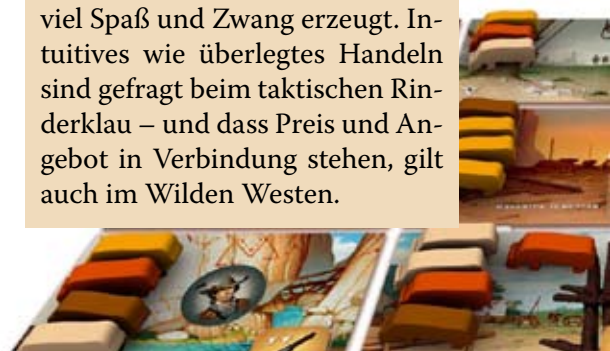 viel Spaß und Zwang erzeugt. In-
tuitives wie überlegtes Handeln
sind gefragt beim taktischen Rin-
derklau – und dass Preis und An-
gebot in Verbindung stehen, gilt
auch im Wilden Westen.